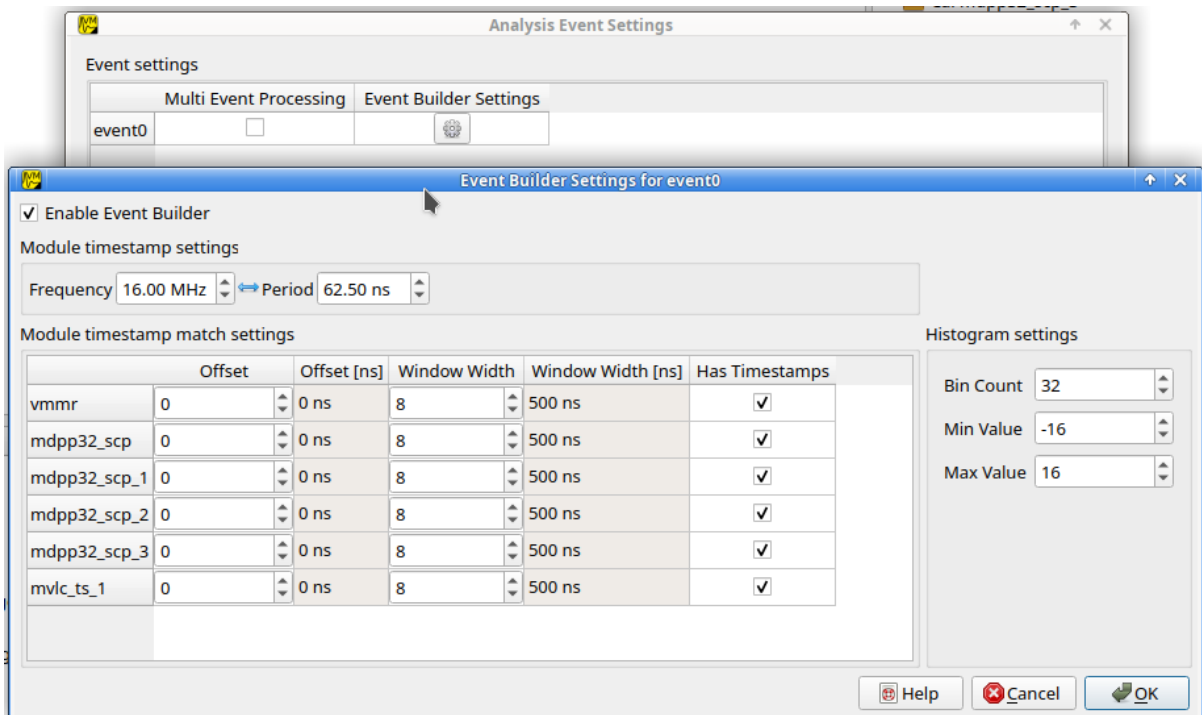 Analysis Event Settings
Event settings
Multi Event Processing Event Builder Settings
event0
Event Builder Settings for event0
Enable Event Builder
Module timestamp settings
Frequency 16.00 MHz Period 62.50 ns
Module timestamp match settings Histogram settings
Offset Offset [ns] Window Width Window Width [ns] Has Timestamps
vmmr 0 0 ns 8 500 ns
mdpp32_scp 0 0 ns 8 500 ns
mdpp32_scp_1 0 0 ns 8 500 ns
mdpp32_scp_2 0 0 ns 8 500 ns
mdpp32_scp_3 0 0 ns 8 500 ns
mvlc_ts_1 0 0 ns 8 500 ns
Bin Count 32
Min Value -16
Max Value 16
Help Cancel OK